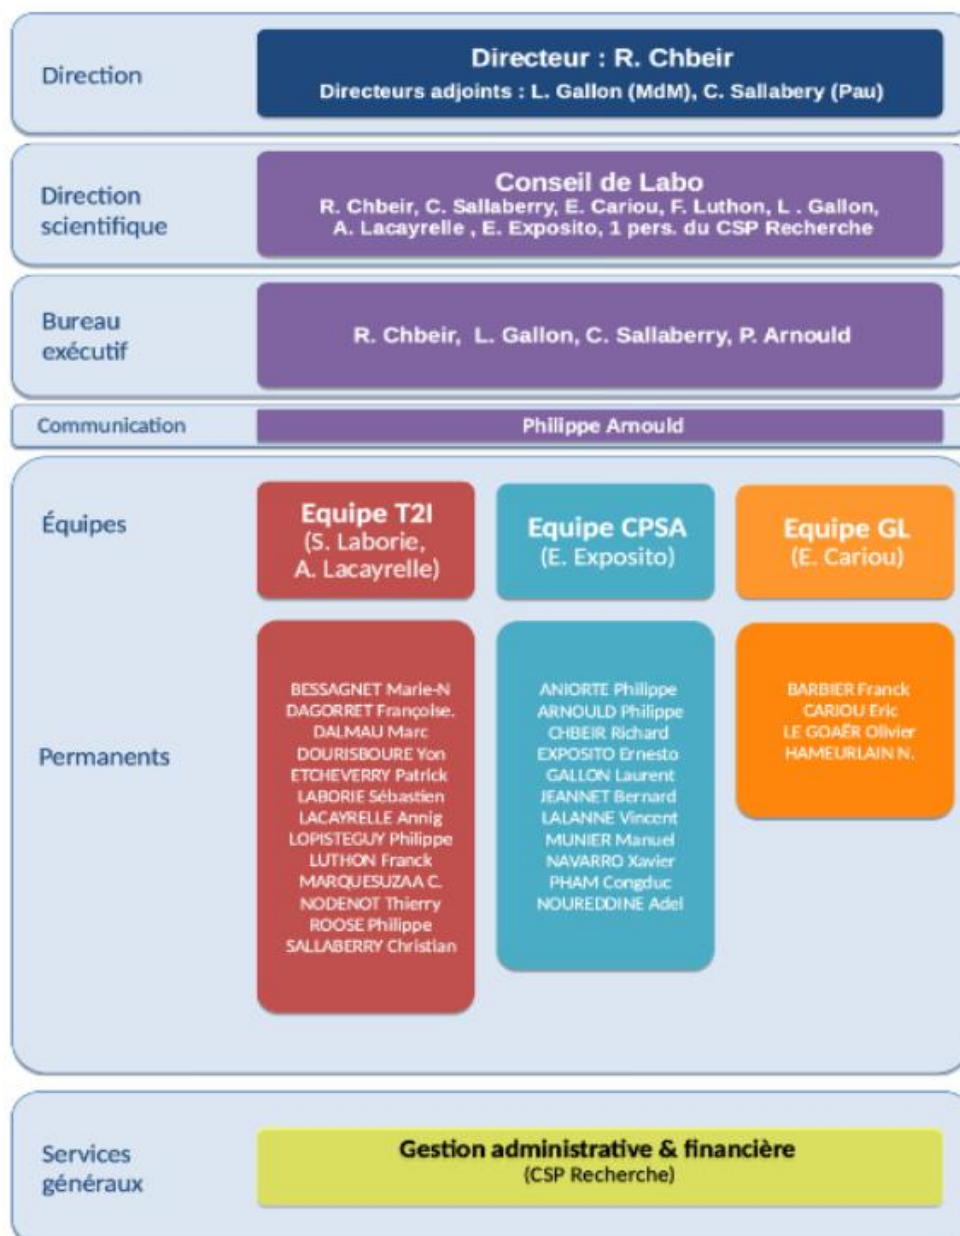 Direction
Directeur : R. Chbeir
Directeurs adjoints : L. Gallon (MdM), C. Sallabery (Pau)
Direction
scientifique
Conseil de Labo
R. Chbeir, C. Sallaberry, E. Cariou, F. Luthon, L . Gallon,
A. Lacayrelle , E. Exposito, 1 pers. du CSP Recherche
Bureau
exécutif
R. Chbeir, L. Gallon, C. Sallaberry, P. Arnould
Communication
Philippe Arnould
Équipes
Equipe T2I
(S. Laborie,
A. Lacayrelle)
Equipe CPSA
(E. Exposito)
Equipe GL
(E. Cariou)
Permanents
BESSAGNET Marie-N
DAGORRET Françoise.
DALMAU Marc
DOURISBOURE Yon
ETCHEVERRY Patrick
LABORIE Sébastien
LACAYRELLE Annig
LOPISTEGUY Philippe
LUTHON Franck
MARQUESUZAA C.
NODENOT Thierry
ROOSE Philippe
SALLABERRY Christian
ANIORTE Philippe
ARNOULD Philippe
CHBEIR Richard
EXPOSITO Ernesto
GALLON Laurent
JEANNET Bernard
LALANNE Vincent
MUNIER Manuel
NAVARRO Xavier
PHAM Congduc
NOUREDDINE Adel
BARBIER Franck
CARIOU Eric
LE GOAËR Olivier
HAMEURLAIN N.
Services
généraux
Gestion administrative & financière
(CSP Recherche)